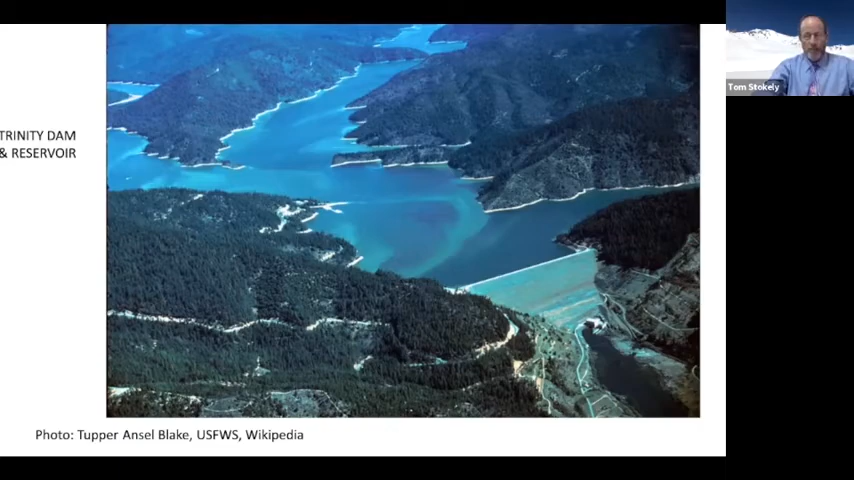 TRINITY DAM
& RESERVOIR
Tom Stokely
Photo: Tupper Ansel Blake, USFWS, Wikipedia